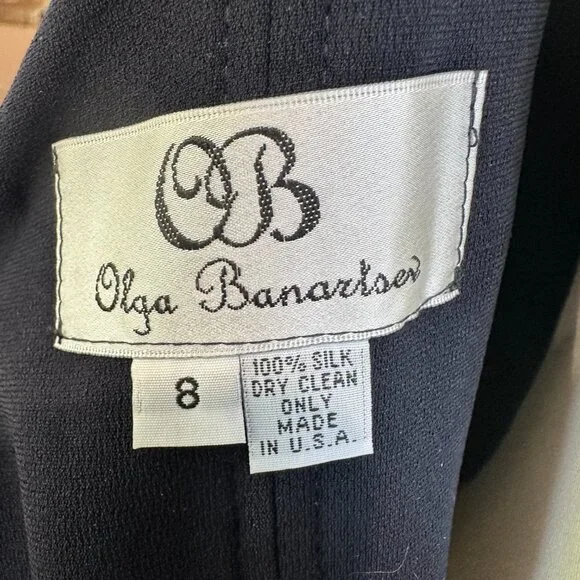 OB
Olga Banartsev
8
100% SILK
DRY CLEAN
ONLY
MADE
IN U.S.A.